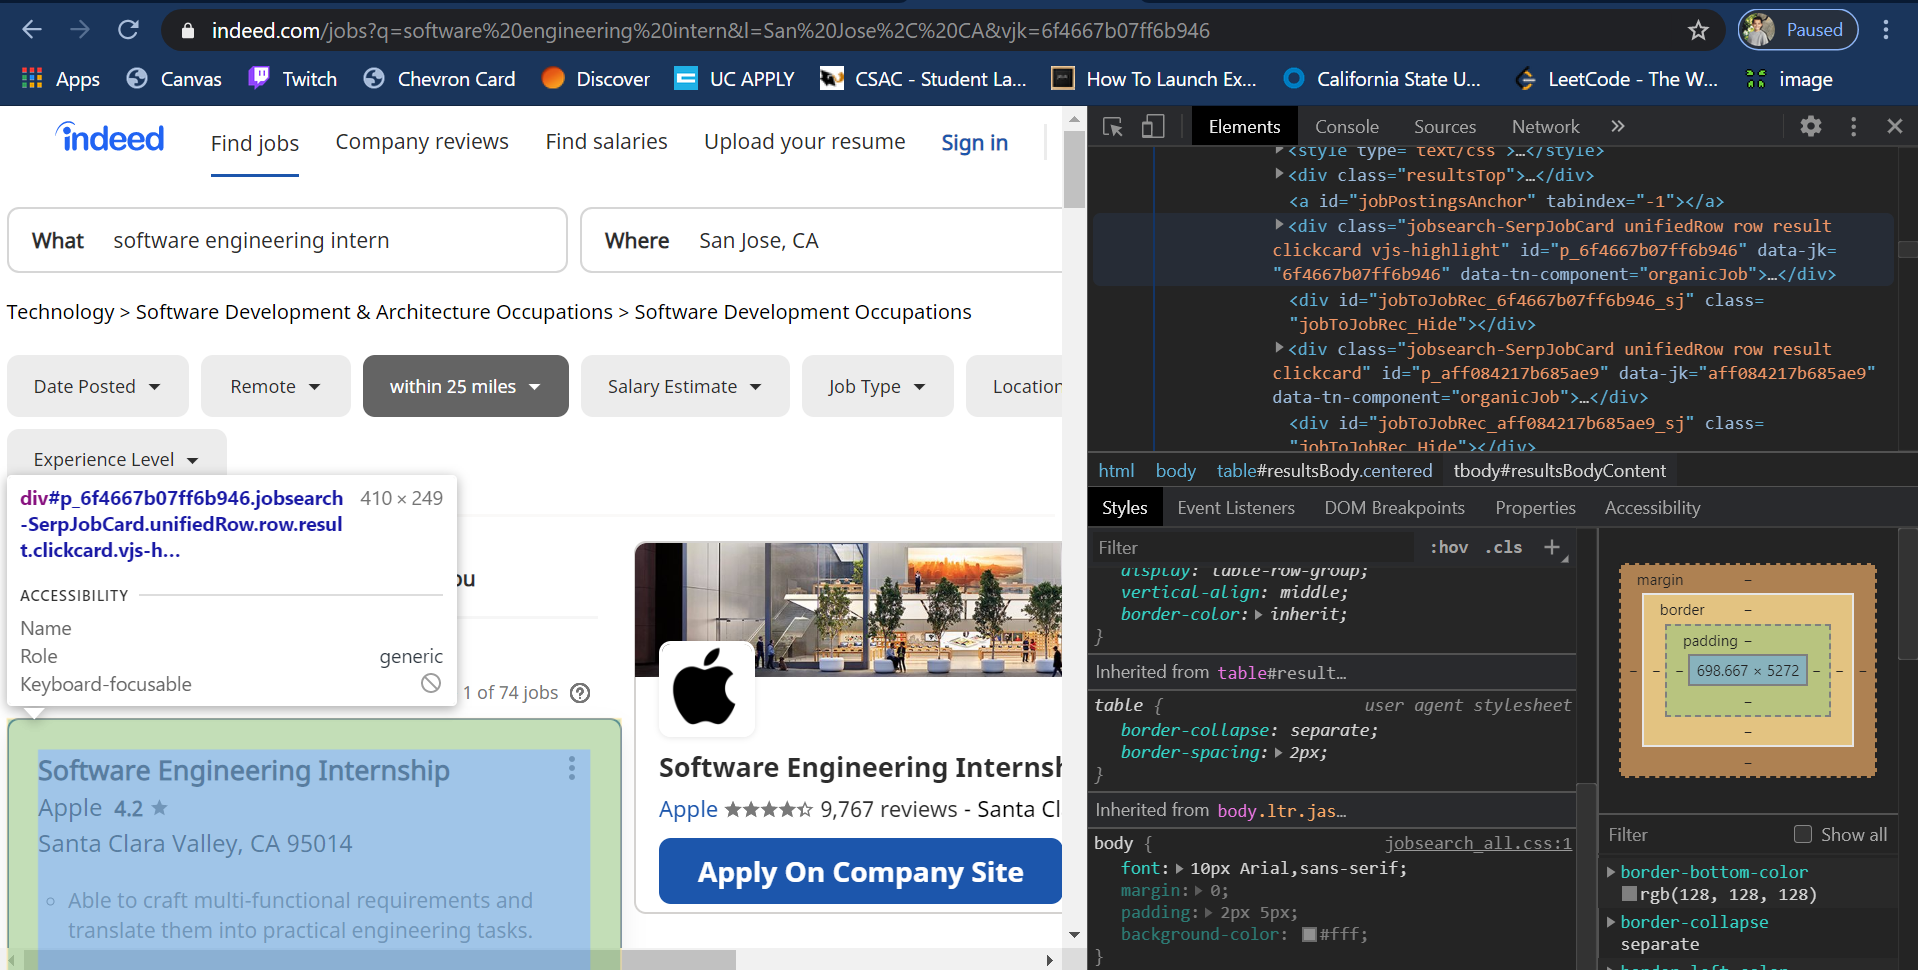 indeed.com/jobs?q=software%20engineering%20intern&l=San%20Jose%2C%20CA&vjk=6f4667b07ff6b946
Paused
Apps
Canvas
Twitch
Chevron Card
Discover
UC APPLY
CSAC - Student La...
How To Launch Ex...
California State U...
LeetCode - The W...
image
indeed
Find jobs
Company reviews
Find salaries
Upload your resume
Sign in
What software engineering intern
Where San Jose, CA
Technology > Software Development & Architecture Occupations > Software Development Occupations
Date Posted
Remote
within 25 miles
Salary Estimate
Job Type
Location
Experience Level
div#p_6f4667b07ff6b946.jobsearch 410 × 249
-SerpJobCard.unifiedRow.row.resul
t.clickcard.vjs-h...
ACCESSIBILITY
Name
Role generic
Keyboard-focusable
ou
1 of 74 jobs ?
Software Engineering Internship
Apple 4.2 ★
Santa Clara Valley, CA 95014
Able to craft multi-functional requirements and
translate them into practical engineering tasks.
Software Engineering Internsh
Apple ★★★★ 9,767 reviews - Santa Cl
Apply On Company Site
Elements
Console
Sources
Network
»
<style type="text/css">…</style>
<div class="resultsTop">…</div>
<a id="jobPostingsAnchor" tabindex="-1"></a>
<div class="jobsearch-SerpJobCard unifiedRow row result
clickcard vjs-highlight" id="p_6f4667b07ff6b946" data-jk=
"6f4667b07ff6b946" data-tn-component="organicJob">…</div>
<div id="jobToJobRec_6f4667b07ff6b946_sj" class=
"jobToJobRec_Hide"></div>
<div class="jobsearch-SerpJobCard unifiedRow row result
clickcard" id="p_aff084217b685ae9" data-jk="aff084217b685ae9"
data-tn-component="organicJob">…</div>
<div id="jobToJobRec_aff084217b685ae9_sj" class=
"jobToJobRec_Hide"></div>
html body table#resultsBody.centered tbody#resultsBodyContent
Styles
Event Listeners
DOM Breakpoints
Properties
Accessibility
Filter
:hov .cls +
display: table-row-group;
vertical-align: middle;
border-color: inherit;
}
Inherited from table#result…
table { user agent stylesheet
border-collapse: separate;
border-spacing: 2px;
}
Inherited from body.ltr.jas…
body { jobsearch_all.css:1
font: 10px Arial,sans-serif;
margin: 0;
padding: 2px 5px;
background-color: #fff;
}
margin –
border –
padding –
– – – 698.667 × 5272 – – –
–
–
–
Filter
Show all
border-bottom-color
rgb(128, 128, 128)
border-collapse
separate
border-left-color